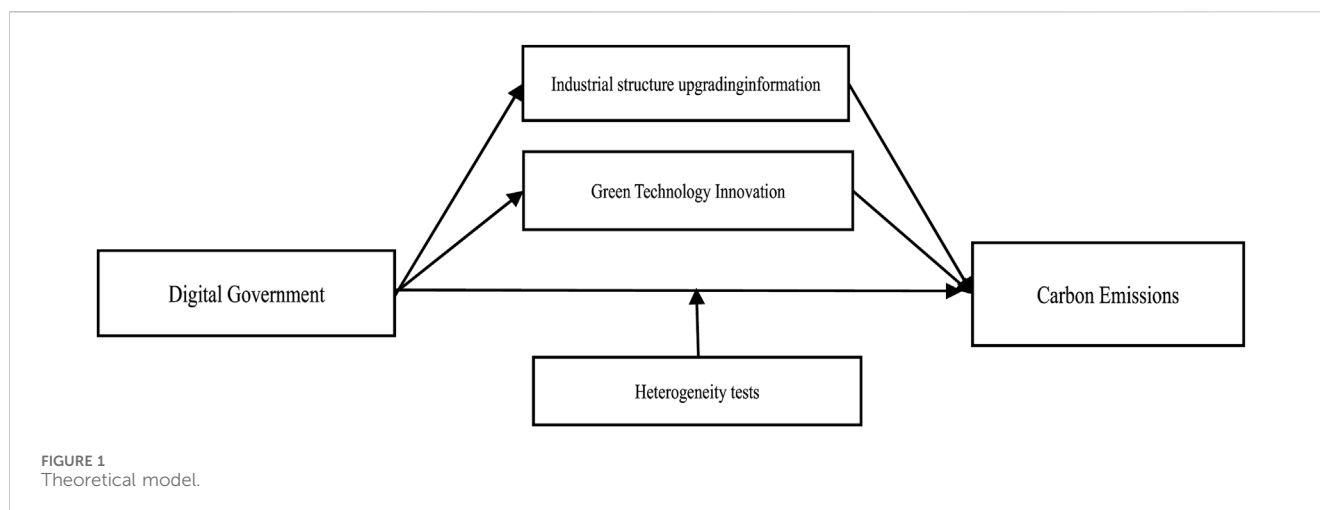 Industrial structure upgradinginformation
Green Technology Innovation
Digital Government
Carbon Emissions
Heterogeneity tests
FIGURE 1
Theoretical model.